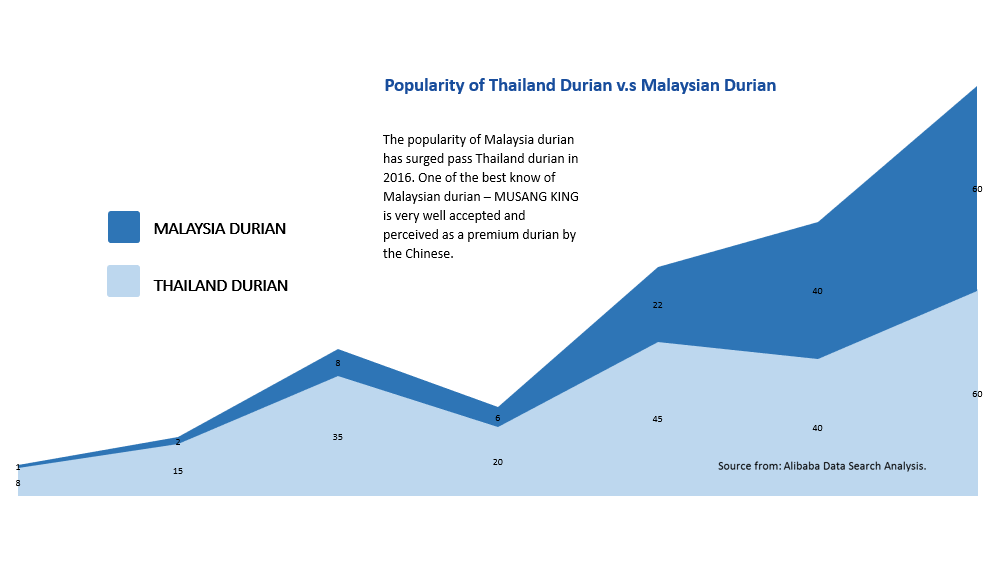 Popularity of Thailand Durian v.s Malaysian Durian
The popularity of Malaysia durian
has surged pass Thailand durian in
2016. One of the best know of
Malaysian durian – MUSANG KING
is very well accepted and
perceived as a premium durian by
the Chinese.
MALAYSIA DURIAN
THAILAND DURIAN
1
2
8
6
22
40
60
8
15
35
20
45
40
60
Source from: Alibaba Data Search Analysis.